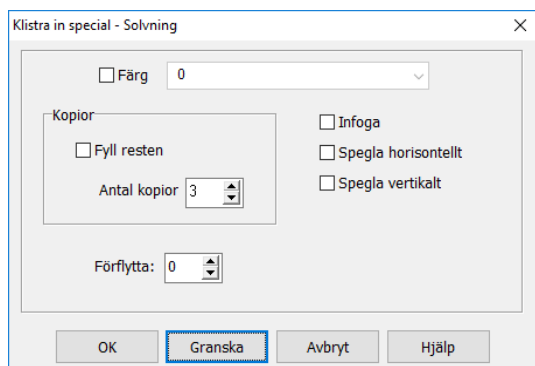 Klistra in special - Solvning
Färg 0
Kopior
Fyll resten
Antal kopior 3
Infoga
Spegla horisontellt
Spegla vertikalt
Förflytta: 0
OK Granska Avbryt Hjälp